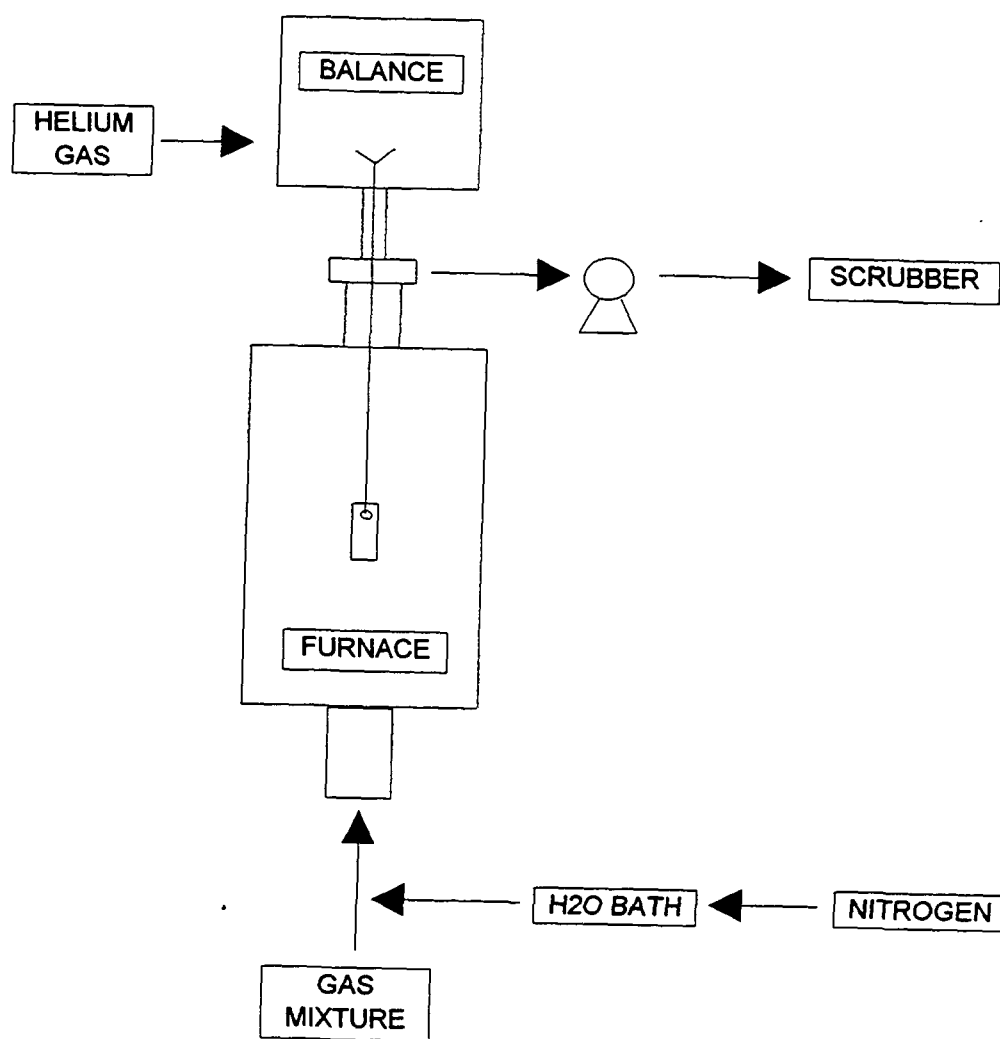 BALANCE
HELIUM
GAS
SCRUBBER
FURNACE
H2O BATH
NITROGEN
GAS
MIXTURE